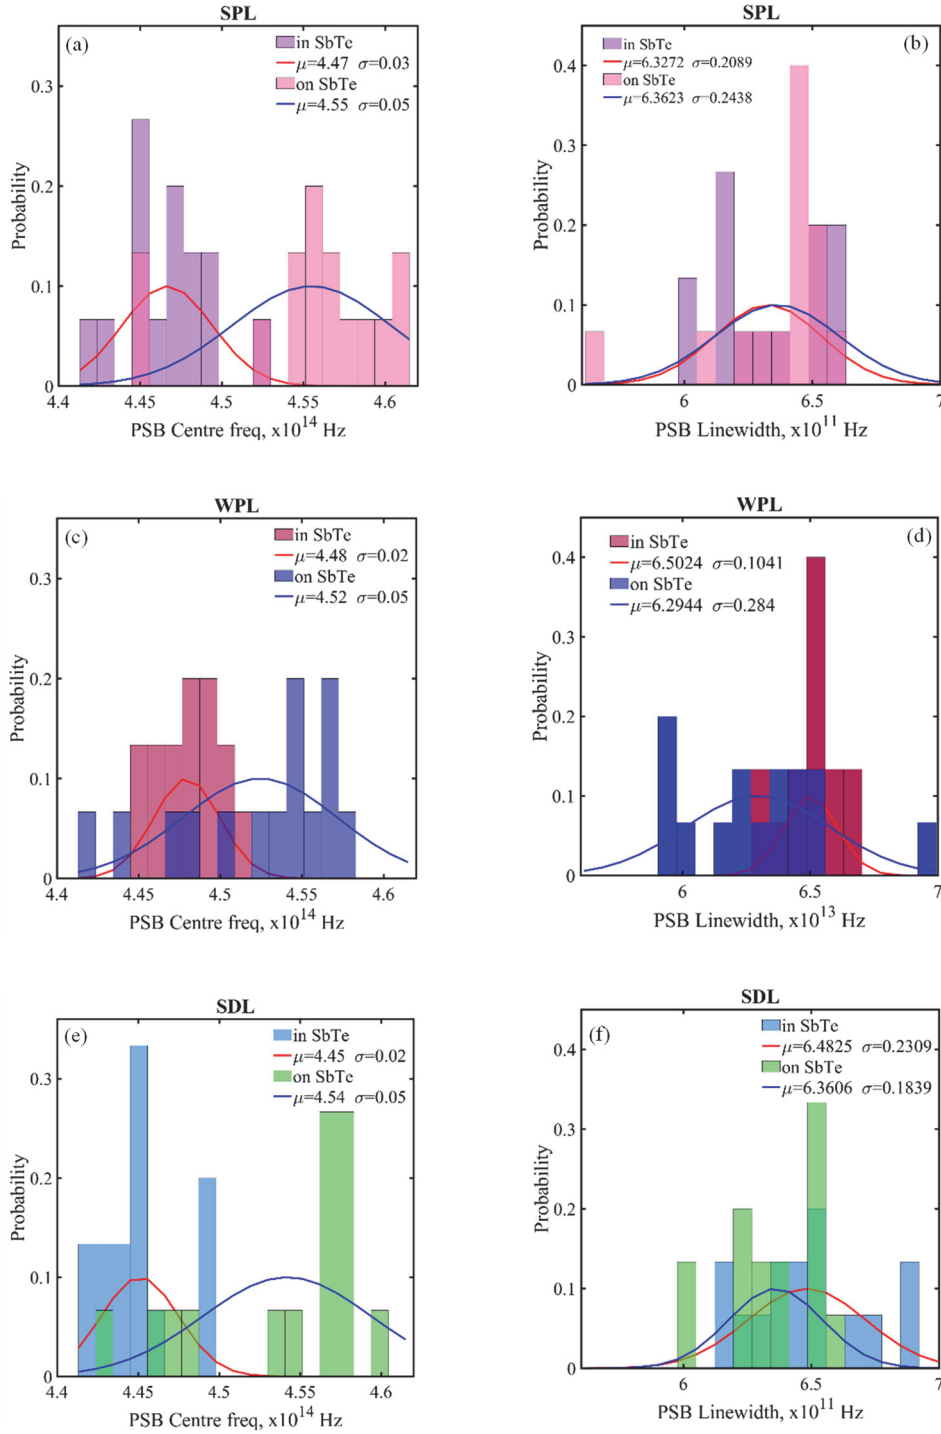 SPL
(a)
in SbTe
μ=4.47 σ=0.03
on SbTe
μ=4.55 σ=0.05
Probability
0.3
0.2
0.1
0
4.4
4.45
4.5
4.55
4.6
PSB Centre freq, x10^14 Hz
SPL
(b)
in SbTe
μ=6.3272 σ=0.2089
on SbTe
μ=6.3623 σ=0.2438
Probability
0.4
0.3
0.2
0.1
0
6
6.5
7
PSB Linewidth, x10^11 Hz
WPL
(c)
in SbTe
μ=4.48 σ=0.02
on SbTe
μ=4.52 σ=0.05
Probability
0.3
0.2
0.1
0
4.4
4.45
4.5
4.55
4.6
PSB Centre freq, x10^14 Hz
WPL
(d)
in SbTe
μ=6.5024 σ=0.1041
on SbTe
μ=6.2944 σ=0.284
Probability
0.4
0.3
0.2
0.1
0
6
6.5
7
PSB Linewidth, x10^13 Hz
SDL
(e)
in SbTe
μ=4.45 σ=0.02
on SbTe
μ=4.54 σ=0.05
Probability
0.3
0.2
0.1
0
4.4
4.45
4.5
4.55
4.6
PSB Centre freq, x10^14 Hz
SDL
(f)
in SbTe
μ=6.4825 σ=0.2309
on SbTe
μ=6.3606 σ=0.1839
Probability
0.4
0.3
0.2
0.1
0
6
6.5
7
PSB Linewidth, x10^11 Hz